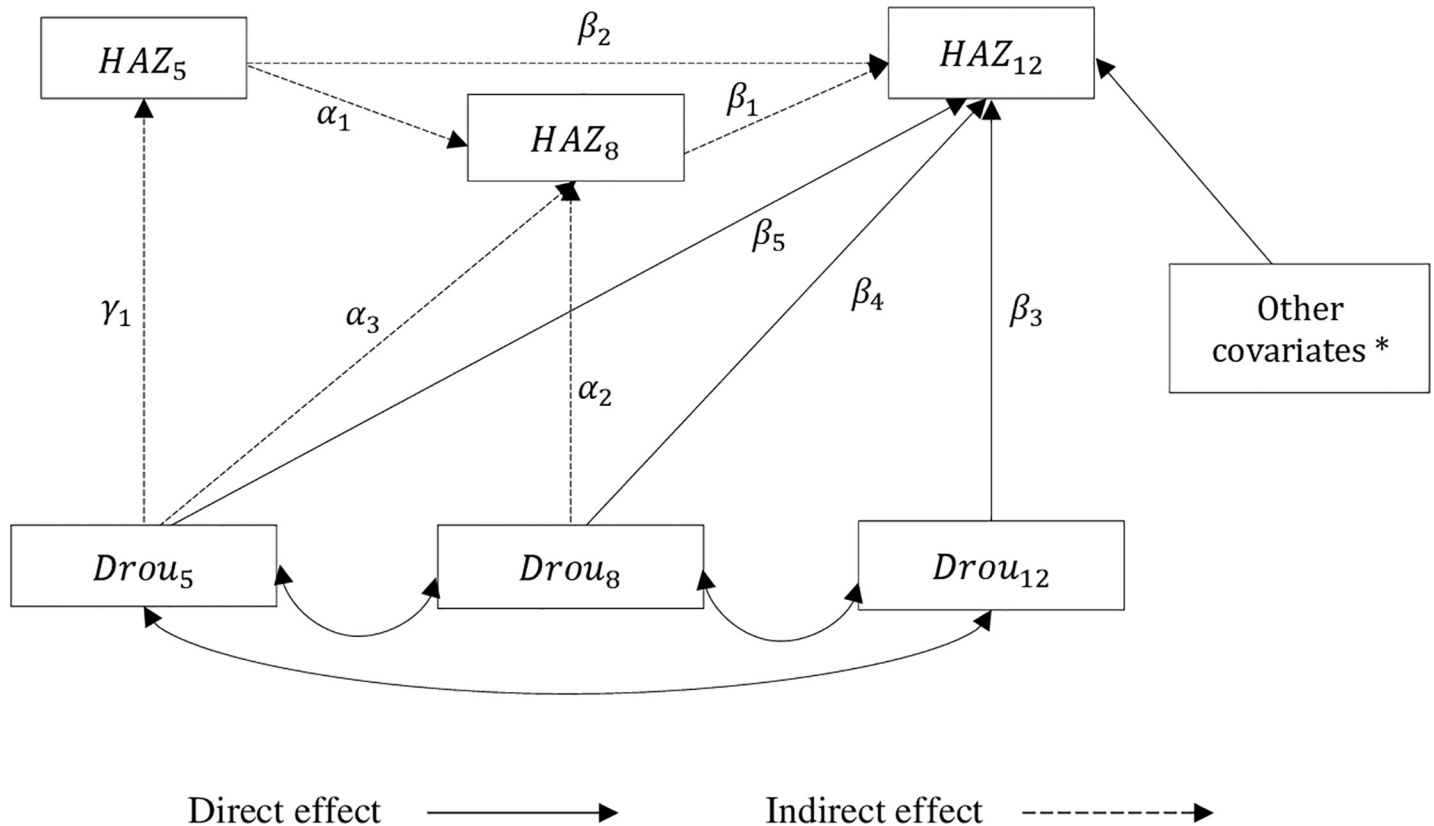 β₂
HAZ₅
HAZ₁₂
α₁
β₁
HAZ₈
β₅
γ₁
α₃
β₄
β₃
Other
covariates *
α₂
Drou₅
Drou₈
Drou₁₂
Direct effect
Indirect effect